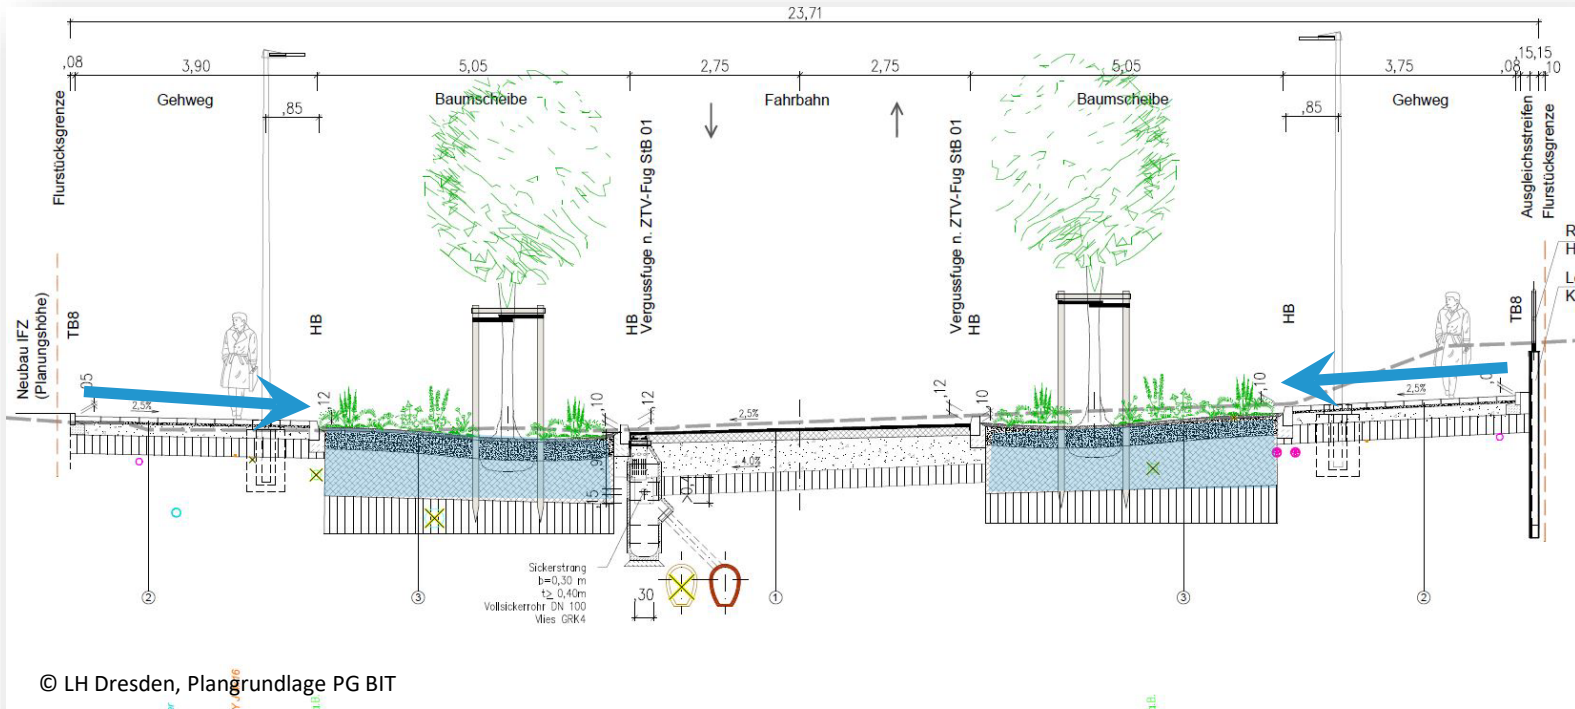 23,71
,08
3,90
5,05
2,75
2,75
5,05
3,75
,08
,15
,15
,10
Gehweg
Baumscheibe
Fahrbahn
Baumscheibe
Gehweg
,85
,85
Flurstücksgrenze
Vergussfuge n. ZTV-Fug StB 01
Vergussfuge n. ZTV-Fug StB 01
Ausgleichsstreifen
Flurstücksgrenze
R
H
K
Neubau IFZ
(Planungshöhe)
TB8
HB
HB
HB
HB
TB8
,05
,12
,10
,12
,12
,10
,10
2,5%
2,5%
2,5%
4,0%
,15
Sickerstrang
b=0,30 m
t≥ 0,40m
Vollsickerrohr DN 100
Vlies GRK4
,30
②
③
①
③
②
© LH Dresden, Plangrundlage PG BIT